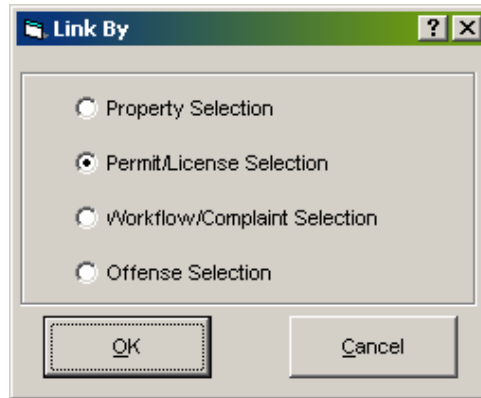 Link By
?
Property Selection
Permit/License Selection
Workflow/Complaint Selection
Offense Selection
OK
Cancel